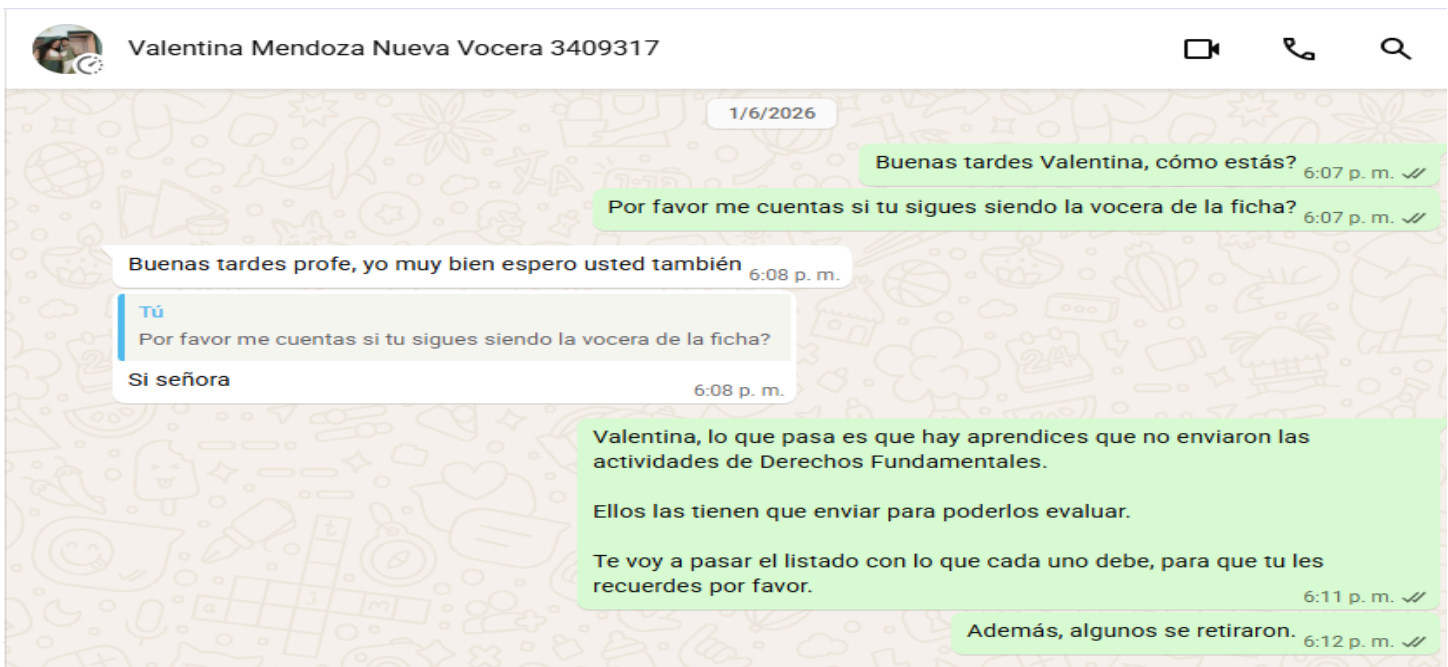 Valentina Mendoza Nueva Vocera 3409317
1/6/2026
Buenas tardes Valentina, cómo estás? 6:07 p. m.
Por favor me cuentas si tu sigues siendo la vocera de la ficha? 6:07 p. m.
Buenas tardes profe, yo muy bien espero usted también 6:08 p. m.
Tú
Por favor me cuentas si tu sigues siendo la vocera de la ficha?
Si señora 6:08 p. m.
Valentina, lo que pasa es que hay aprendices que no enviaron las
actividades de Derechos Fundamentales.
Ellos las tienen que enviar para poderlos evaluar.
Te voy a pasar el listado con lo que cada uno debe, para que tu les
recuerdes por favor. 6:11 p. m.
Además, algunos se retiraron. 6:12 p. m.